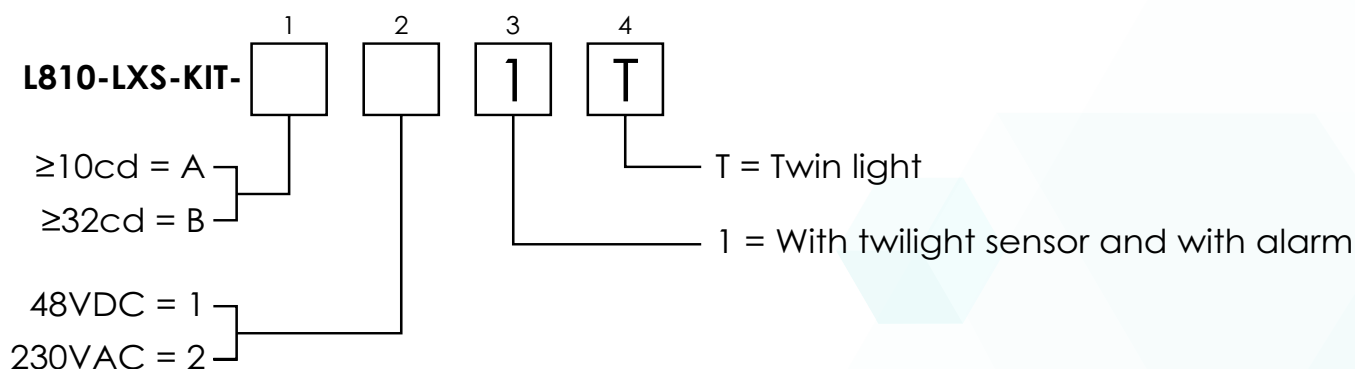 1 2 3 4
L810-LXS-KIT- 1 T
≥10cd = A
T = Twin light
≥32cd = B
1 = With twilight sensor and with alarm
48VDC = 1
230VAC = 2